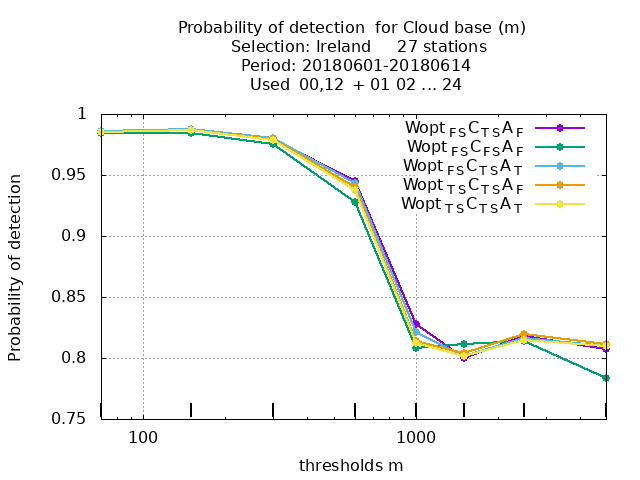 Probability of detection for Cloud base (m)
Selection: Ireland 27 stations
Period: 20180601-20180614
Used 00,12 + 01 02 ... 24
Probability of detection
1
0.95
0.9
0.85
0.8
0.75
Wopt FS C TS A F
Wopt FS C FS A F
Wopt FS C TS A T
Wopt TS C TS A F
Wopt TS C TS A T
100 1000
thresholds m